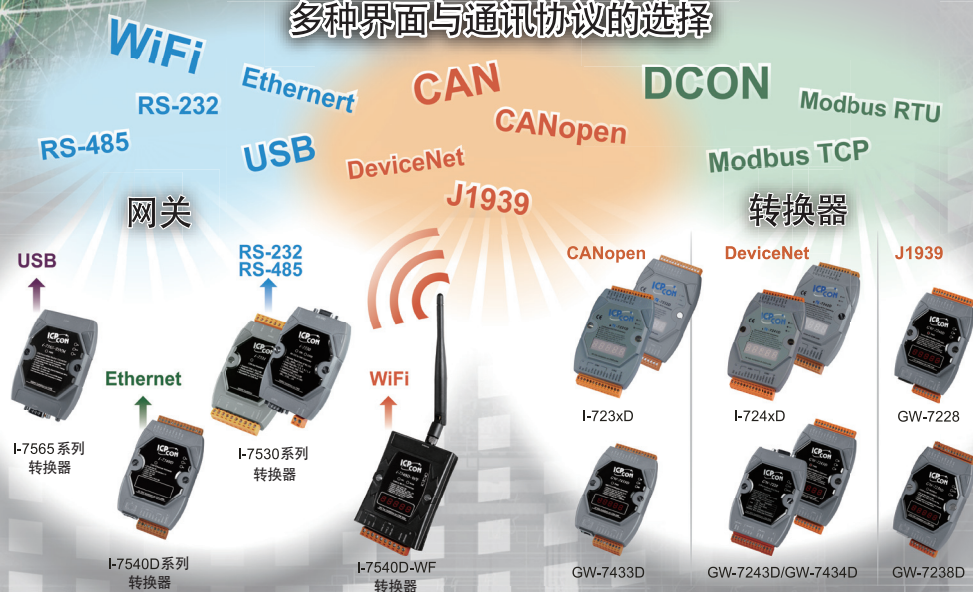 多种界面与通讯协议的选择
WiFi
Ethernert
RS-232
RS-485
USB
CAN
CANopen
DeviceNet
J1939
DCON
Modbus RTU
Modbus TCP
网关
转换器
USB
I-7565系列
转换器
Ethernet
I-7540D系列
转换器
RS-232
RS-485
I-7530系列
转换器
WiFi
I-7540D-WF
转换器
CANopen
I-723xD
GW-7433D
DeviceNet
I-724xD
GW-7243D/GW-7434D
J1939
GW-7228
GW-7238D